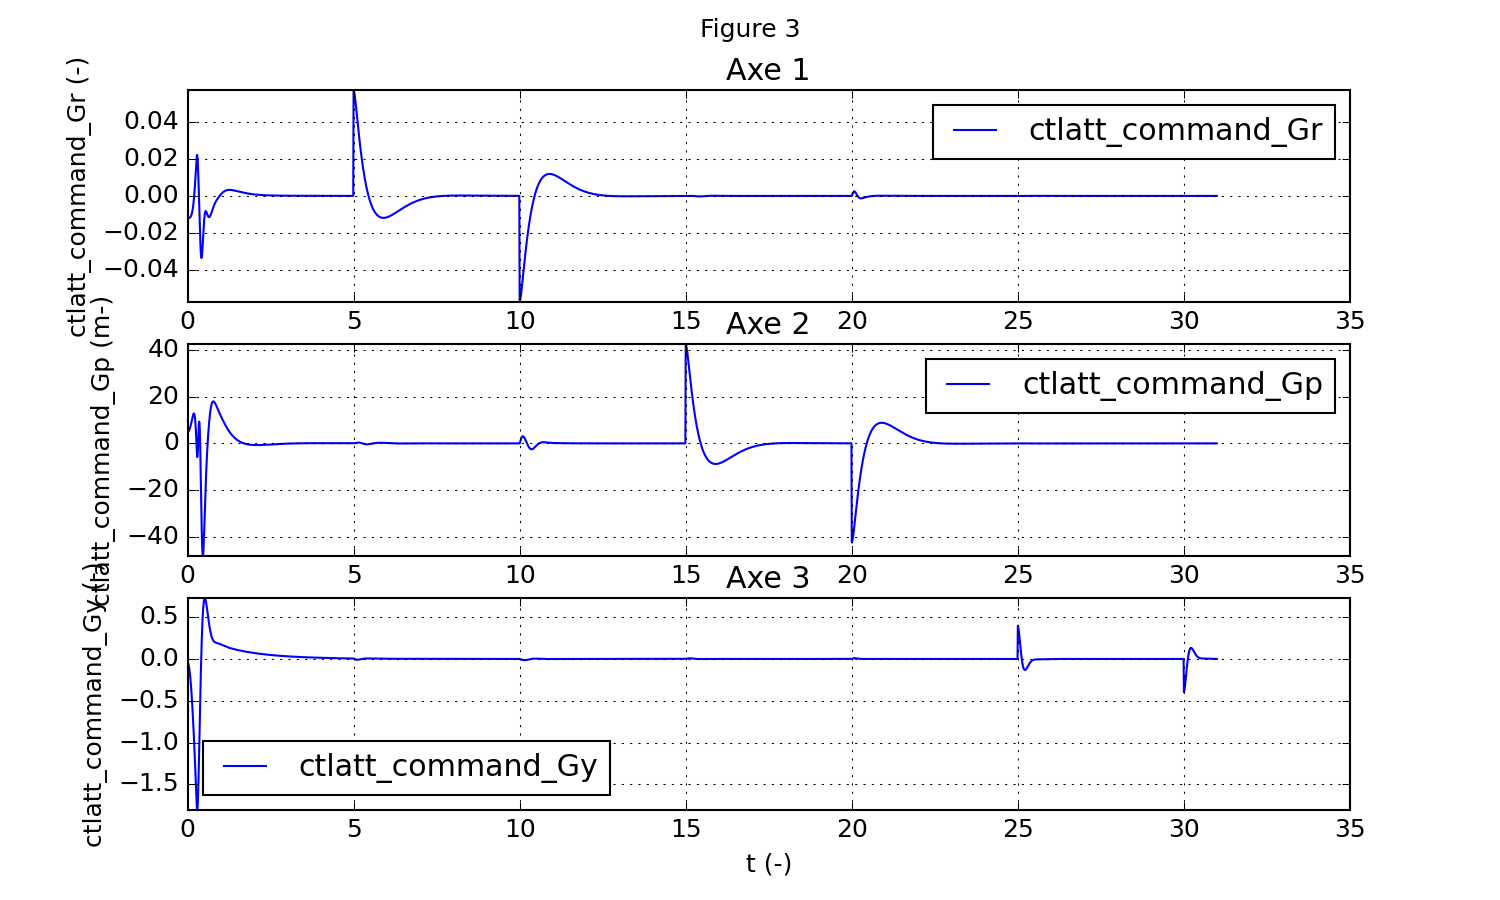 Figure 3
Axe 1
ctlatt_command_Gr (-)
0.04
0.02
0.00
−0.02
−0.04
ctlatt_command_Gr
0 5 10 15 20 25 30 35
Axe 2
ctlatt_command_Gp (m-)
40
20
0
−20
−40
ctlatt_command_Gp
0 5 10 15 20 25 30 35
Axe 3
ctlatt_command_Gy (-)
0.5
0.0
−0.5
−1.0
−1.5
ctlatt_command_Gy
0 5 10 15 20 25 30 35
t (-)